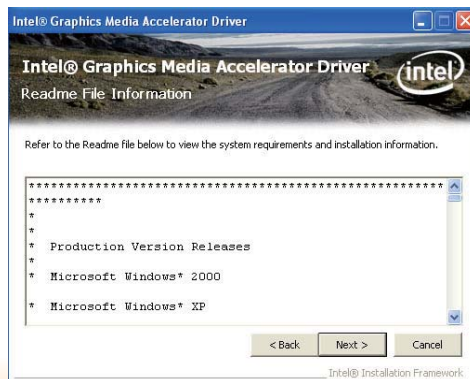 Intel® Graphics Media Accelerator Driver
Intel® Graphics Media Accelerator Driver
Readme File Information
intel
Refer to the Readme file below to view the system requirements and installation information.
********************************************************
**********
*
*
* Production Version Releases
*
* Microsoft Windows* 2000
* Microsoft Windows* XP
< Back
Next >
Cancel
Intel® Installation Framework